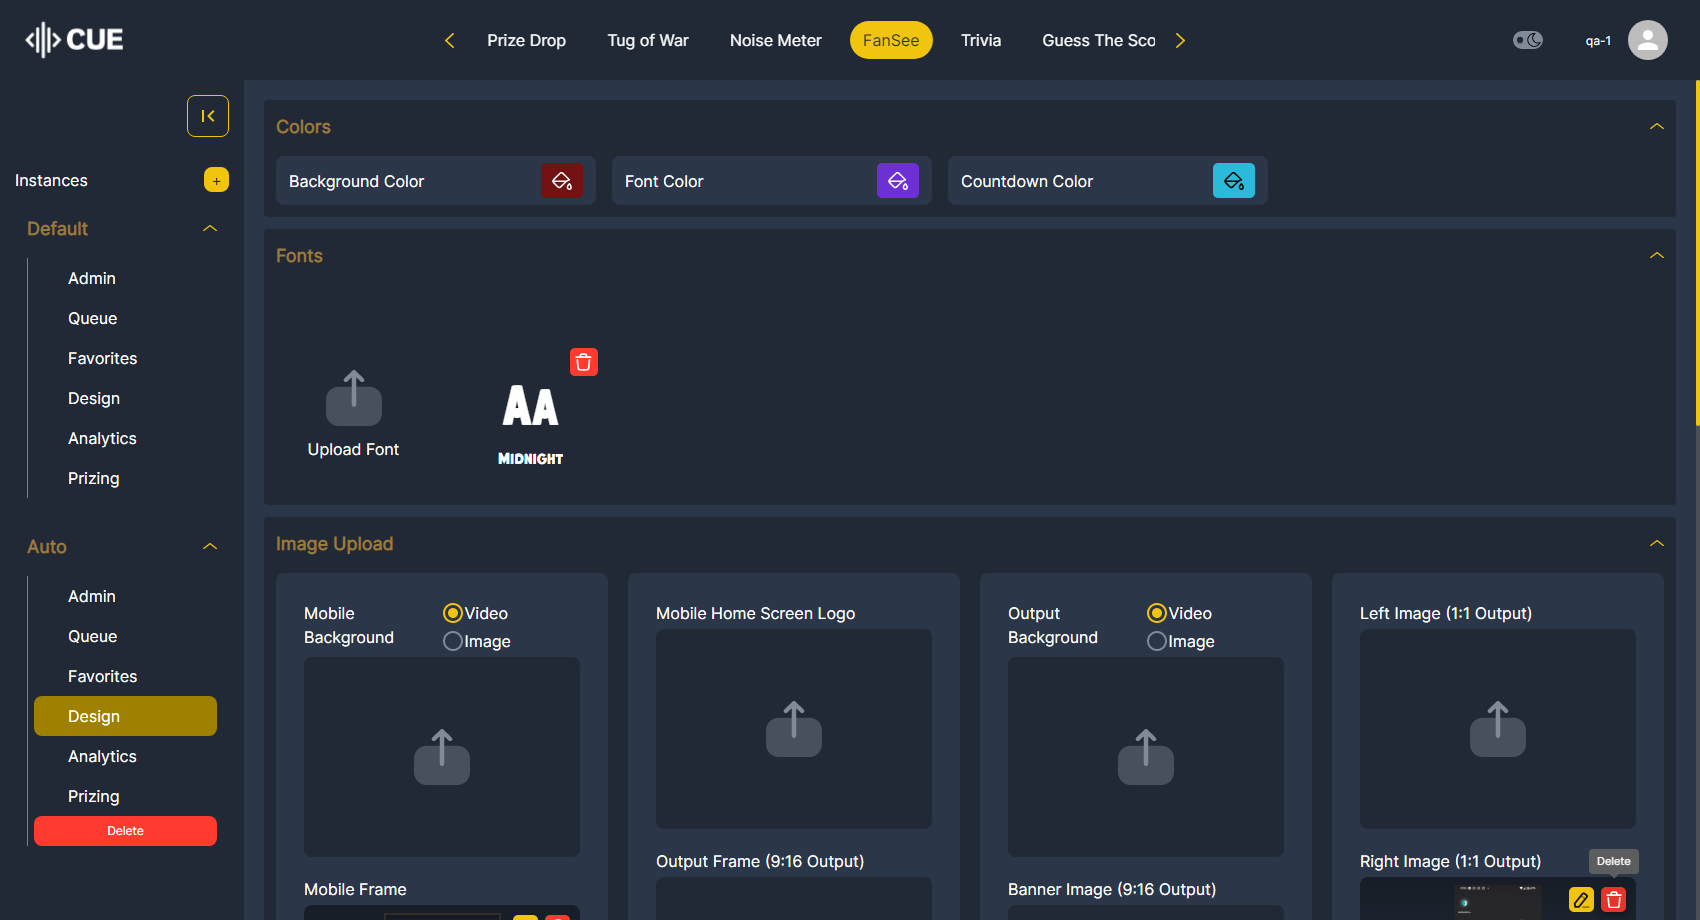 CUE
Prize Drop
Tug of War
Noise Meter
FanSee
Trivia
Guess The Sco
qa-1
Instances
+
Default
Admin
Queue
Favorites
Design
Analytics
Prizing
Auto
Admin
Queue
Favorites
Design
Analytics
Prizing
Delete
Colors
Background Color
Font Color
Countdown Color
Fonts
Upload Font
AA
MIDNIGHT
Image Upload
Mobile
Background
Video
Image
Mobile Frame
Mobile Home Screen Logo
Output Frame (9:16 Output)
Output
Background
Video
Image
Banner Image (9:16 Output)
Left Image (1:1 Output)
Right Image (1:1 Output)
Delete